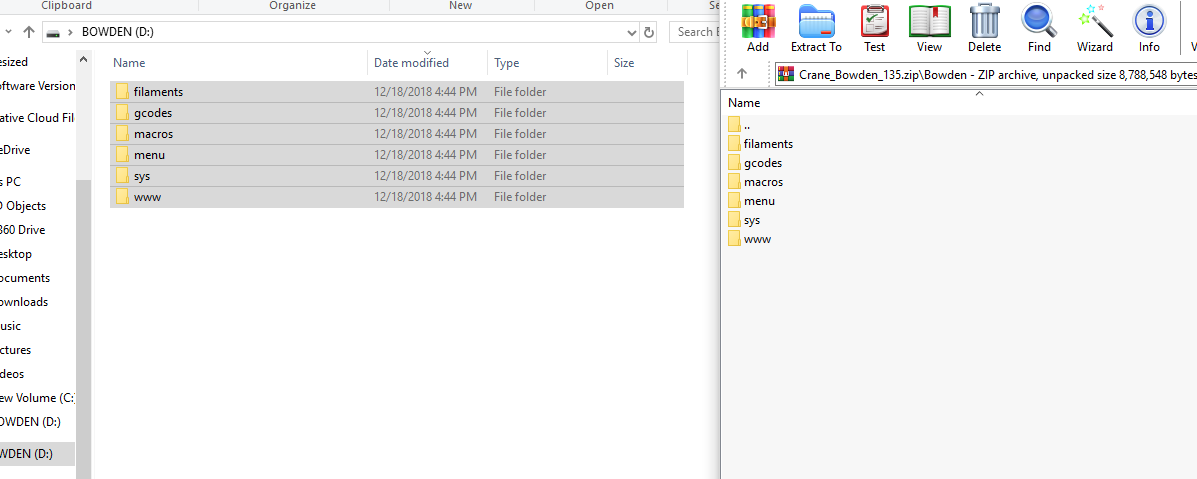 Clipboard
Organize
New
Open
Se
BOWDEN (D:)
Search B
Name
Date modified
Type
Size
filaments 12/18/2018 4:44 PM File folder
gcodes 12/18/2018 4:44 PM File folder
macros 12/18/2018 4:44 PM File folder
menu 12/18/2018 4:44 PM File folder
sys 12/18/2018 4:44 PM File folder
www 12/18/2018 4:44 PM File folder
esized
oftware Version
ative Cloud Fil
eDrive
s PC
D Objects
360 Drive
esktop
ocuments
ownloads
usic
ctures
deos
ew Volume (C:
OWDEN (D:)
WDEN (D:)
Add
Extract To
Test
View
Delete
Find
Wizard
Info
V
Crane_Bowden_135.zip\Bowden - ZIP archive, unpacked size 8,788,548 bytes
Name
..
filaments
gcodes
macros
menu
sys
www